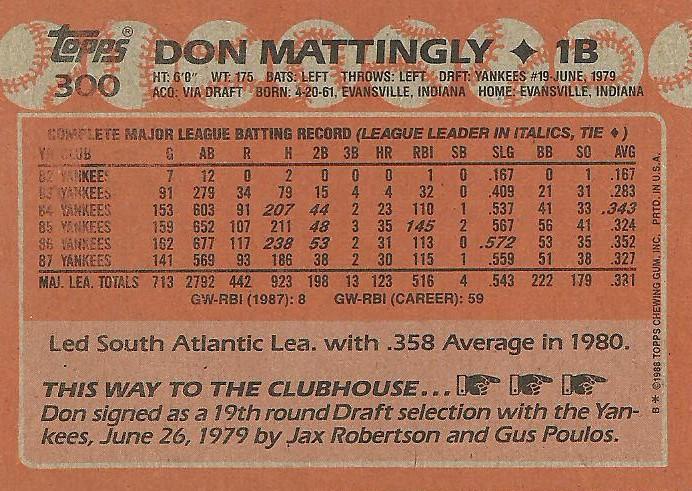 Topps®
300
DON MATTINGLY ✦ 1B
HT: 6'0" WT: 175 BATS: LEFT THROWS: LEFT DRFT: YANKEES #19-JUNE, 1979
ACQ: VIA DRAFT BORN: 4-20-61, EVANSVILLE, INDIANA HOME: EVANSVILLE, INDIANA
COMPLETE MAJOR LEAGUE BATTING RECORD (LEAGUE LEADER IN ITALICS, TIE ♦)
YR CLUB G AB R H 2B 3B HR RBI SB SLG BB SO AVG
82 YANKEES 7 12 0 2 0 0 0 1 0 .167 0 1 .167
83 YANKEES 91 279 34 79 15 4 4 32 0 .409 21 31 .283
84 YANKEES 153 603 91 207 44 2 23 110 1 .537 41 33 .343
85 YANKEES 159 652 107 211 48 3 35 145 2 .567 56 41 .324
86 YANKEES 162 677 117 238 53 2 31 113 0 .572 53 35 .352
87 YANKEES 141 569 93 186 38 2 30 115 1 .559 51 38 .327
MAJ. LEA. TOTALS 713 2792 442 923 198 13 123 516 4 .543 222 179 .331
GW-RBI (1987): 8 GW-RBI (CAREER): 59
Led South Atlantic Lea. with .358 Average in 1980.
THIS WAY TO THE CLUBHOUSE...
Don signed as a 19th round Draft selection with the Yan-
kees, June 26, 1979 by Jax Robertson and Gus Poulos.
B * ©1988 TOPPS CHEWING GUM, INC. PRTD. IN U.S.A.